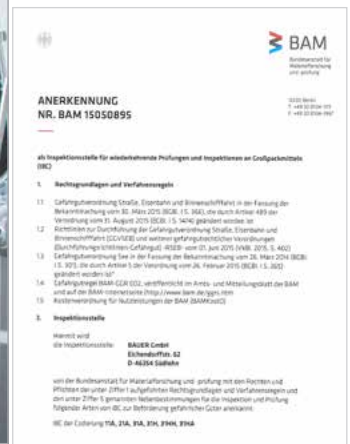 BAM
Bundesanstalt für
Materialforschung
und -prüfung
ANERKENNUNG
NR. BAM 15050895
als Inspektionsstelle für wiederkehrende Prüfungen und Inspektionen an Großpackmitteln
(IBC)
1. Rechtsgrundlagen und Verfahrensregeln
1.1 Gefahrgutverordnung Straße, Eisenbahn und Binnenschifffahrt in der Fassung der
Bekanntmachung vom 30. März 2015 (BGBl. I S. 366), die durch Artikel 489 der
Verordnung vom 31. August 2015 (BGBl. I S. 1474) geändert worden ist
1.2 Richtlinien zur Durchführung der Gefahrgutverordnung Straße, Eisenbahn und
Binnenschifffahrt (GGVSEB) und weiterer gefahrgutrechtlicher Verordnungen
(Durchführungsrichtlinien-Gefahrgut) -RSEB- vom 01. Juni 2015 (VkBl. 2015, S. 402)
1.3 Gefahrgutverordnung See in der Fassung der Bekanntmachung vom 26. März 2014 (BGBl.
I S. 301), die durch Artikel 5 der Verordnung vom 26. Februar 2015 (BGBl. I S. 265)
geändert worden ist
1.4 Gefahrgutregel BAM-GGR 002, veröffentlicht im Amts- und Mitteilungsblatt der BAM
und auf der BAM-Internetseite
1.5 Kostenverordnung für Nutzleistungen der BAM (BAMKostO)
Inspektionsstelle
Hiermit wird
die Inspektionsstelle: BAUER GmbH
Eichendorffstr. 62
D-46354 Südlohn
von der Bundesanstalt für Materialforschung und -prüfung mit den Rechten und
Pflichten der unter Ziffer 1 aufgeführten Rechtsgrundlagen und Verfahrensregeln und
den unter Ziffer 5 genannten Nebenbestimmungen für die Inspektion und Prüfung
folgender Arten von IBC zur Beförderung gefährlicher Güter anerkannt:
IBC der Codierung 11A, 21A, 31A, 31H, 31HH, 31HA